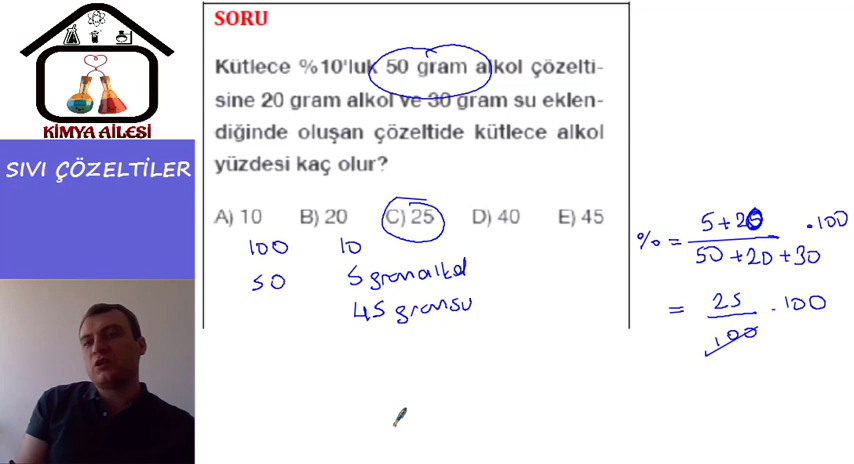 SORU
Kütlece %10'luk 50 gram alkol çözelti-
sine 20 gram alkol ve 30 gram su eklen-
diğinde oluşan çözeltide kütlece alkol
yüzdesi kaç olur?
A) 10 B) 20 C) 25 D) 40 E) 45
100 10
50 5 gram alkol
45 gram su
% = 5+20 / 50+20+30 .100
= 25 / 100 .100
KİMYA AİLESİ
SIVI ÇÖZELTİLER